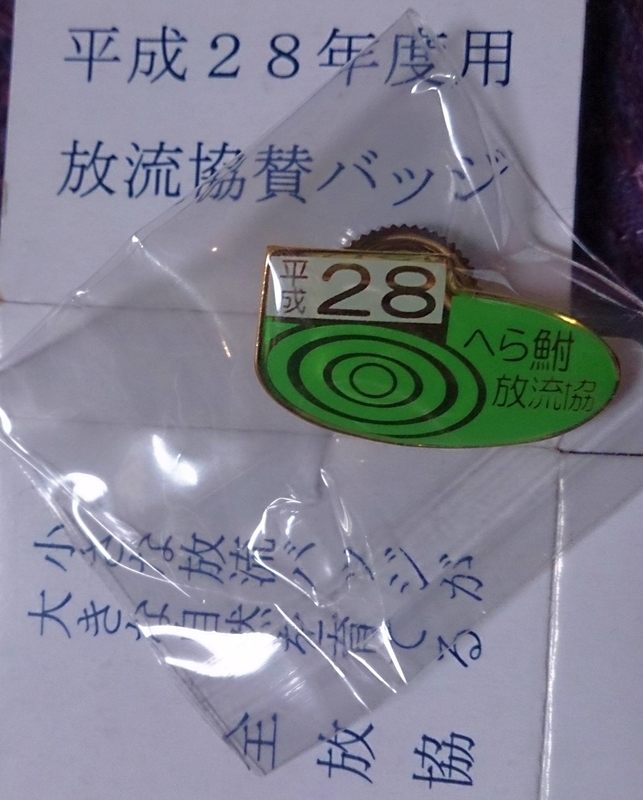 平成２８年度用
放流協賛バッジ
平成 28
へら鮒
放流協
小さな放流バッジが
大きな自然を育てる
全放協